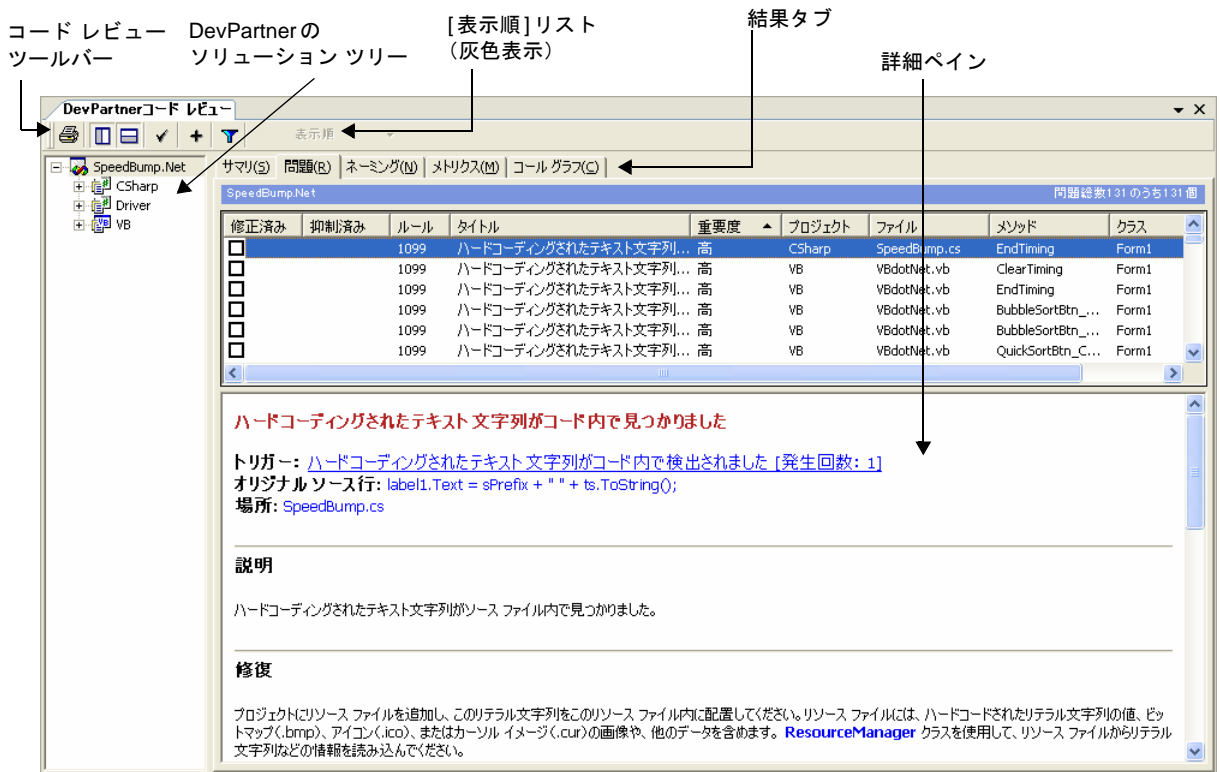 コード レビュー
ツールバー
DevPartnerの
ソリューション ツリー
[表示順]リスト
（灰色表示）
結果タブ
詳細ペイン
DevPartnerコード レビュー
表示順
SpeedBump.Net
CSharp
Driver
VB
サマリ(S) 問題(R) ネーミング(N) メトリクス(M) コール グラフ(C)
SpeedBump.Net 問題総数131のうち131個
修正済み 抑制済み ルール タイトル 重要度 プロジェクト ファイル メソッド クラス
1099 ハードコーディングされたテキスト文字列... 高 CSharp SpeedBump.cs EndTiming Form1
1099 ハードコーディングされたテキスト文字列... 高 VB VBdotNet.vb ClearTiming Form1
1099 ハードコーディングされたテキスト文字列... 高 VB VBdotNet.vb EndTiming Form1
1099 ハードコーディングされたテキスト文字列... 高 VB VBdotNet.vb BubbleSortBtn_... Form1
1099 ハードコーディングされたテキスト文字列... 高 VB VBdotNet.vb BubbleSortBtn_... Form1
1099 ハードコーディングされたテキスト文字列... 高 VB VBdotNet.vb QuickSortBtn_C... Form1
ハードコーディングされたテキスト文字列がコード内で見つかりました
トリガー: ハードコーディングされたテキスト文字列がコード内で検出されました [発生回数: 1]
オリジナル ソース行: label1.Text = sPrefix + " " + ts.ToString();
場所: SpeedBump.cs
説明
ハードコーディングされたテキスト文字列がソース ファイル内で見つかりました。
修復
プロジェクトにリソース ファイルを追加し、このリテラル文字列をこのリソース ファイル内に配置してください。リソース ファイルには、ハードコードされたリテラル文字列の値、ビッ
トマップ(.bmp)、アイコン(.ico)、またはカーソル イメージ(.cur)の画像や、他のデータを含めます。 ResourceManager クラスを使用して、リソース ファイルからリテラル
文字列などの情報を読み込んでください。